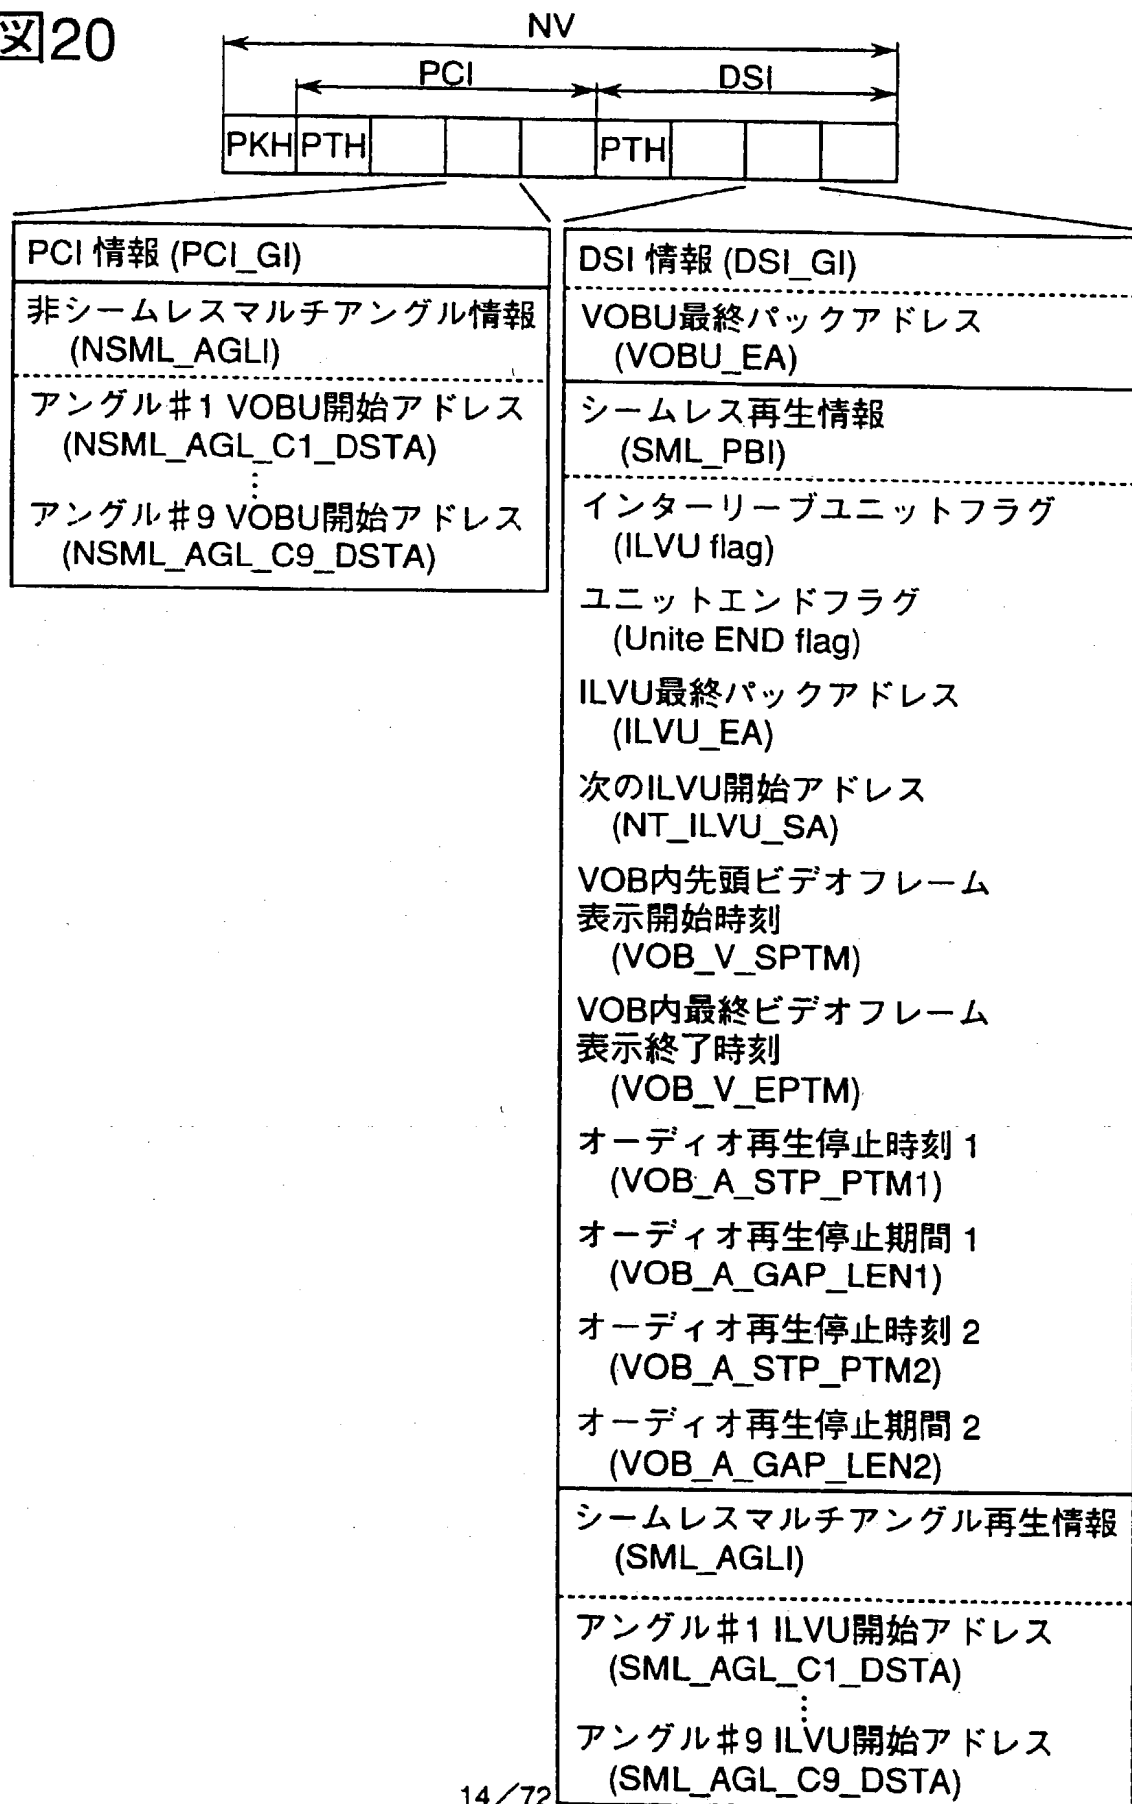 図20
NV
PCI
DSI
PKH PTH PTH
PCI 情報 (PCI_GI)
非シームレスマルチアングル情報
(NSML_AGLI)
アングル#1 VOBU開始アドレス
(NSML_AGL_C1_DSTA)
⋮
アングル#9 VOBU開始アドレス
(NSML_AGL_C9_DSTA)
DSI 情報 (DSI_GI)
VOBU最終パックアドレス
(VOBU_EA)
シームレス再生情報
(SML_PBI)
インターリーブユニットフラグ
(ILVU flag)
ユニットエンドフラグ
(Unite END flag)
ILVU最終パックアドレス
(ILVU_EA)
次のILVU開始アドレス
(NT_ILVU_SA)
VOB内先頭ビデオフレーム
表示開始時刻
(VOB_V_SPTM)
VOB内最終ビデオフレーム
表示終了時刻
(VOB_V_EPTM)
オーディオ再生停止時刻 1
(VOB_A_STP_PTM1)
オーディオ再生停止期間 1
(VOB_A_GAP_LEN1)
オーディオ再生停止時刻 2
(VOB_A_STP_PTM2)
オーディオ再生停止期間 2
(VOB_A_GAP_LEN2)
シームレスマルチアングル再生情報
(SML_AGLI)
アングル#1 ILVU開始アドレス
(SML_AGL_C1_DSTA)
⋮
アングル#9 ILVU開始アドレス
(SML_AGL_C9_DSTA)
14/72